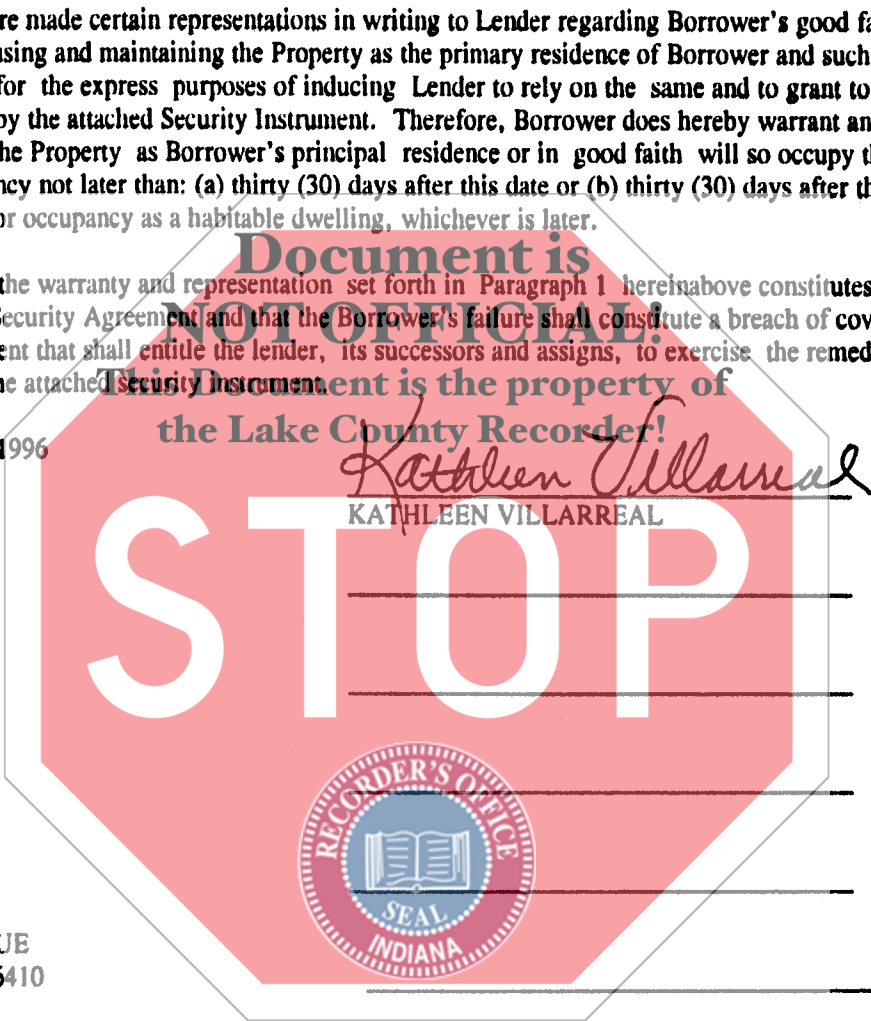 re made certain representations in writing to Lender regarding Borrower's good fa
using and maintaining the Property as the primary residence of Borrower and such
for the express purposes of inducing Lender to rely on the same and to grant to
by the attached Security Instrument. Therefore, Borrower does hereby warrant an
he Property as Borrower's principal residence or in good faith will so occupy t
ncy not later than: (a) thirty (30) days after this date or (b) thirty (30) days after th
or occupancy as a habitable dwelling, whichever is later.
Document is
the warranty and representation set forth in Paragraph 1 hereinabove constitutes
NOT OFFICIAL!
ecurity Agreement and that the Borrower's failure shall constitute a breach of cov
ent that shall entitle the lender, its successors and assigns, to exercise the remed
This Document is the property of
e attached security instrument.
the Lake County Recorder!
1996
Kathleen Villarreal
KATHLEEN VILLARREAL
STOP
RECORDER'S OFFICE
SEAL
INDIANA
UE
6410